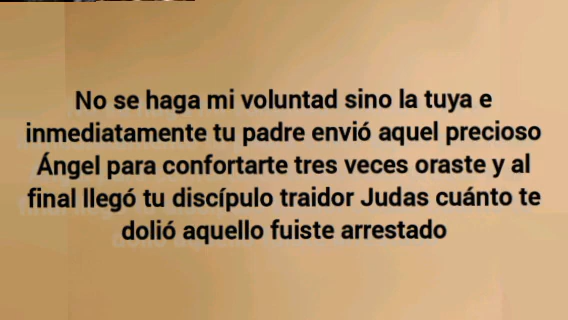 No se haga mi voluntad sino la tuya e
inmediatamente tu padre envió aquel precioso
Ángel para confortarte tres veces oraste y al
final llegó tu discípulo traidor Judas cuánto te
dolió aquello fuiste arrestado